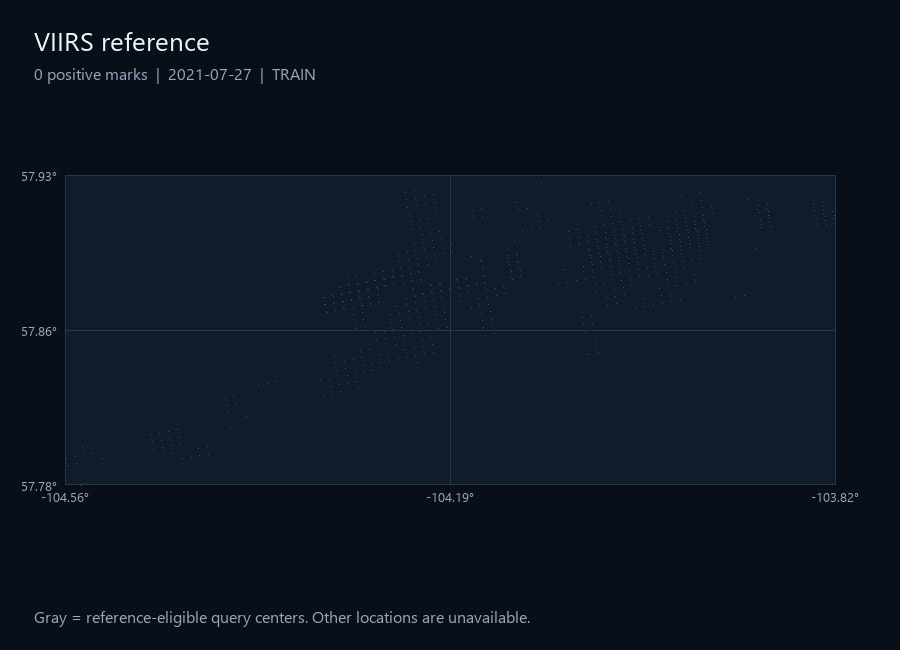 VIIRS reference
0 positive marks | 2021-07-27 | TRAIN
57.93°
57.86°
57.78°
-104.56°
-104.19°
-103.82°
Gray = reference-eligible query centers. Other locations are unavailable.